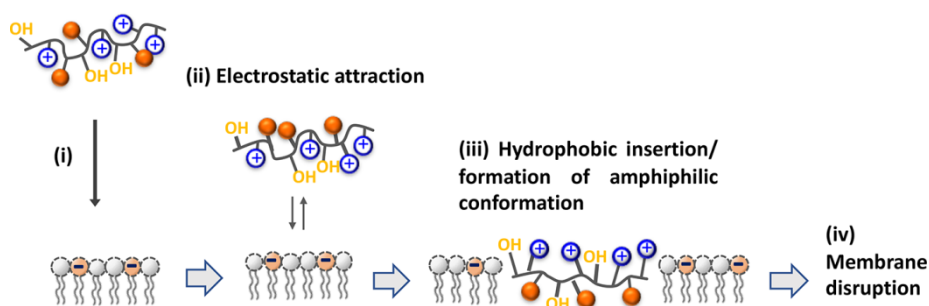 OH
OH
OH
(i)
(ii) Electrostatic attraction
OH
OH
OH
(iii) Hydrophobic insertion/
formation of amphiphilic
conformation
OH
OH
OH
OH
(iv)
Membrane
disruption